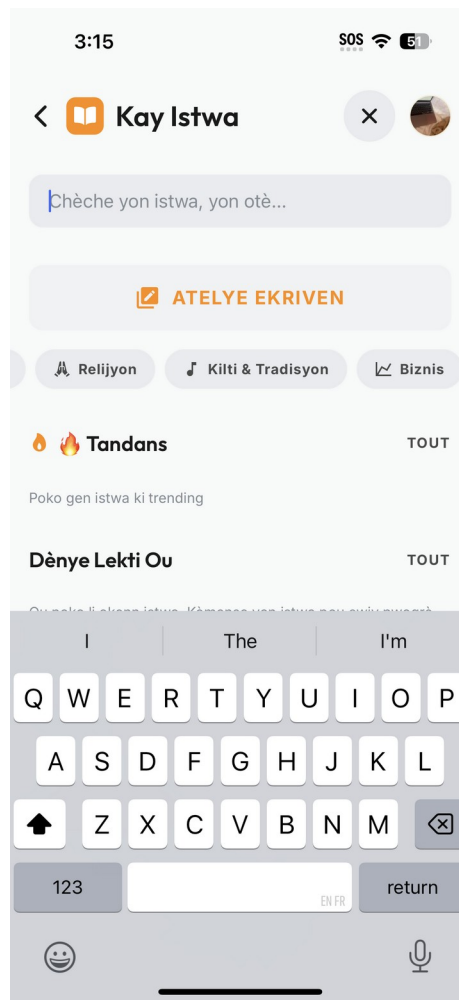 3:15 SOS 51
Kay Istwa
Chèche yon istwa, yon otè...
ATELYE EKRIVEN
Relijyon Kilti & Tradisyon Biznis
Tandans TOUT
Poko gen istwa ki trending
Dènye Lekti Ou TOUT
I The I'm
Q W E R T Y U I O P
A S D F G H J K L
Z X C V B N M
123 EN FR return